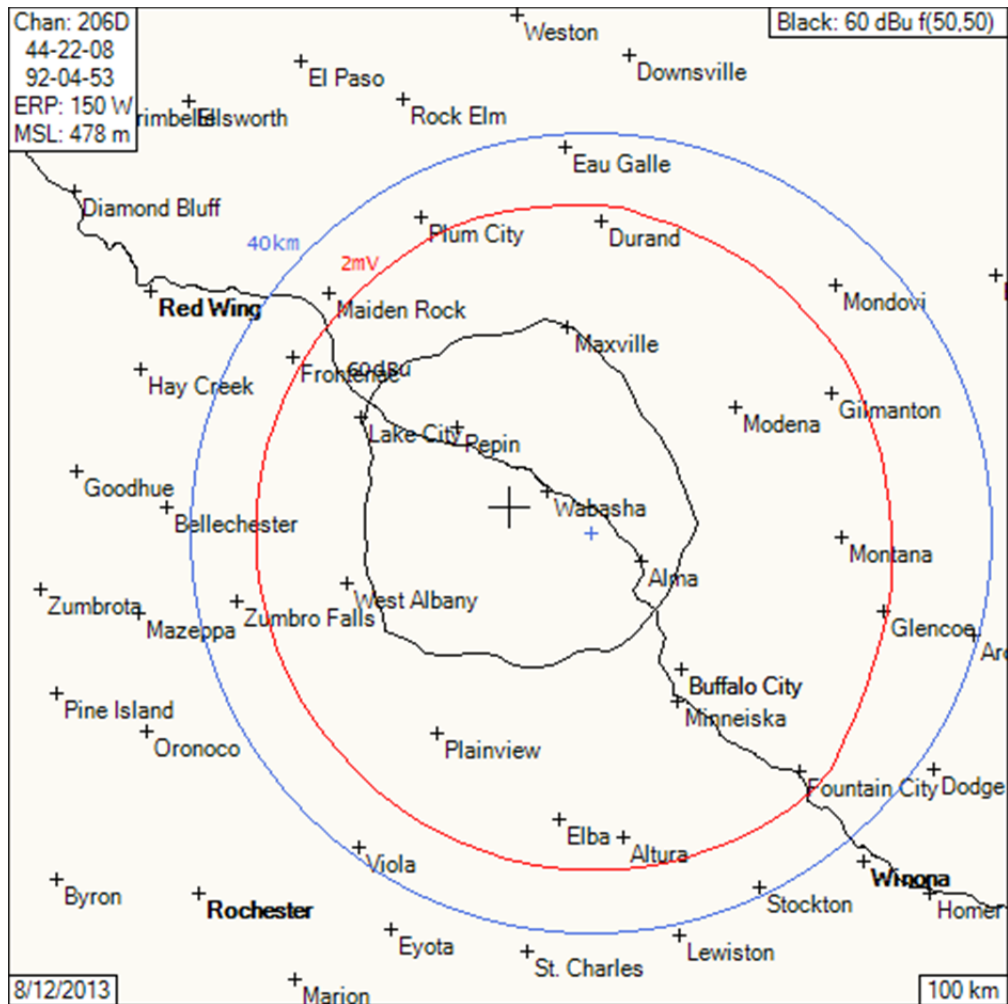 Chan: 206D
44-22-08
92-04-53
ERP: 150 W
MSL: 478 m
Black: 60 dBu f(50,50)
Weston
Downsville
El Paso
Rock Elm
Ellsworth
Eau Galle
Diamond Bluff
Plum City
Durand
40km
2mV
Mondovi
Red Wing
Maiden Rock
Maxville
Frontenac
60dBu
Hay Creek
Gilmanton
Modena
Lake City
Pepin
Goodhue
Wabasha
Bellechester
Montana
Alma
Zumbrota
West Albany
Zumbro Falls
Mazeppa
Glencoe
Arc
Buffalo City
Pine Island
Minneiska
Oronoco
Plainview
Fountain City
Dodge
Elba
Altura
Viola
Winona
Byron
Rochester
Stockton
Homer
Eyota
Lewiston
St. Charles
8/12/2013
Marion
100 km